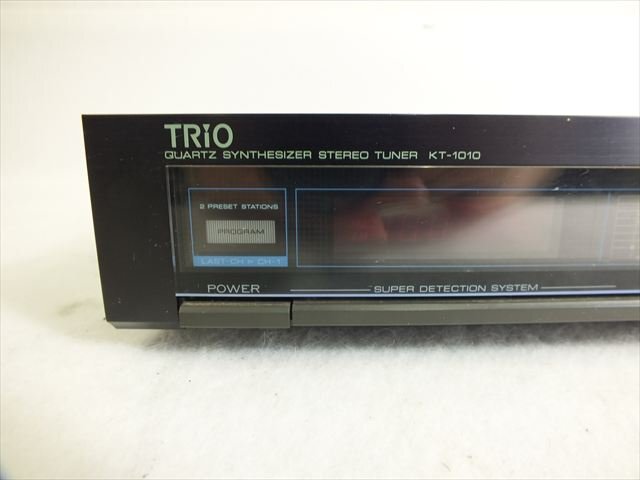 TRIO
QUARTZ SYNTHESIZER STEREO TUNER KT-1010
2 PRESET STATIONS
PROGRAM
LAST-CH ▶ CH-1
POWER
SUPER DETECTION SYSTEM